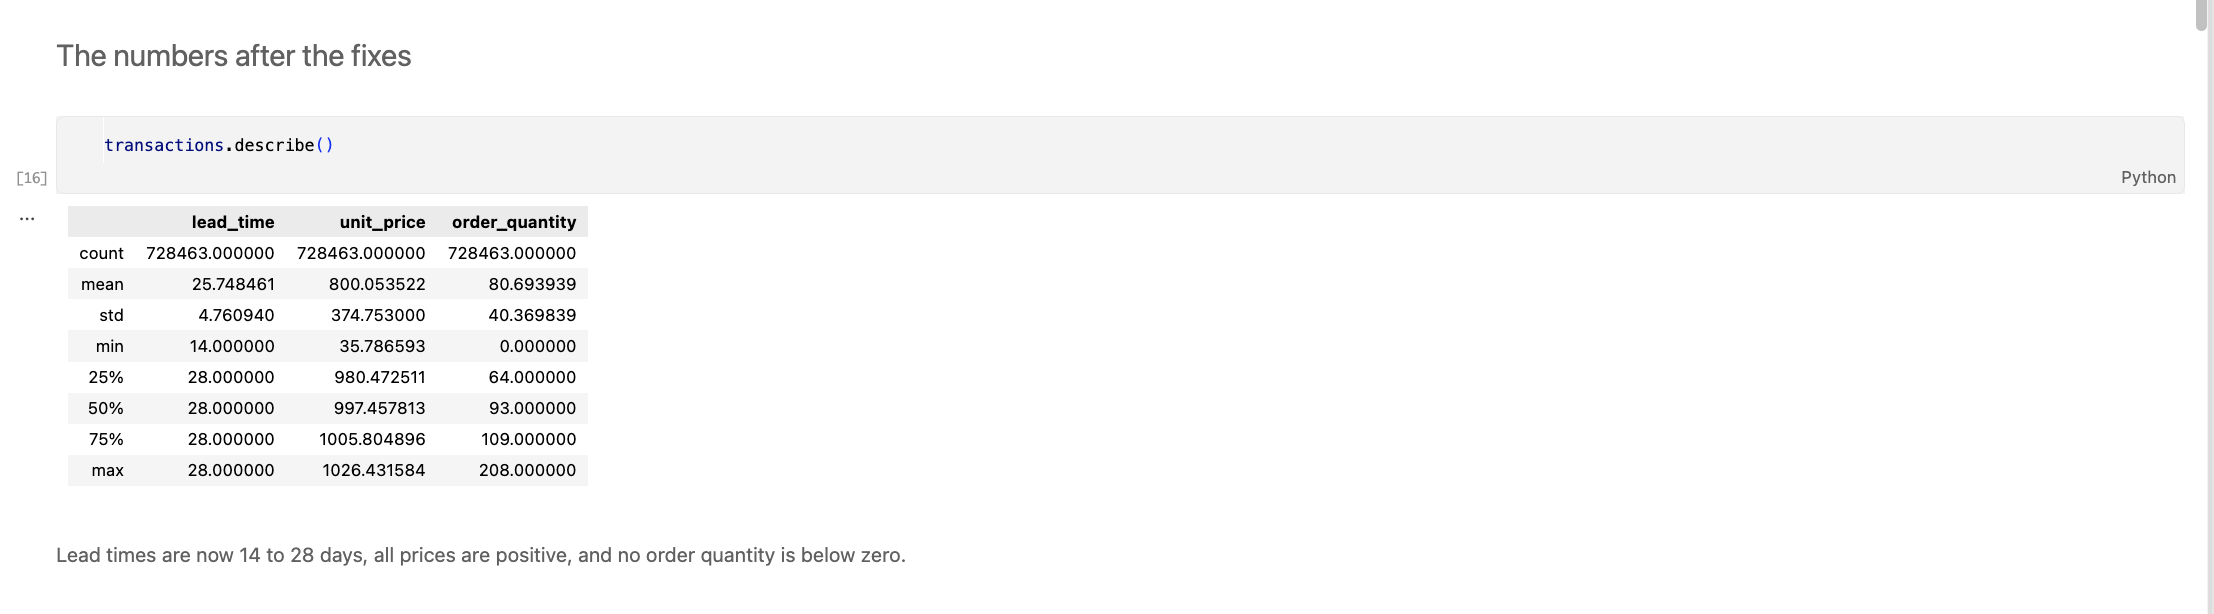 The numbers after the fixes
transactions.describe()
[16]
Python
...
lead_time unit_price order_quantity
count 728463.000000 728463.000000 728463.000000
mean 25.748461 800.053522 80.693939
std 4.760940 374.753000 40.369839
min 14.000000 35.786593 0.000000
25% 28.000000 980.472511 64.000000
50% 28.000000 997.457813 93.000000
75% 28.000000 1005.804896 109.000000
max 28.000000 1026.431584 208.000000
Lead times are now 14 to 28 days, all prices are positive, and no order quantity is below zero.